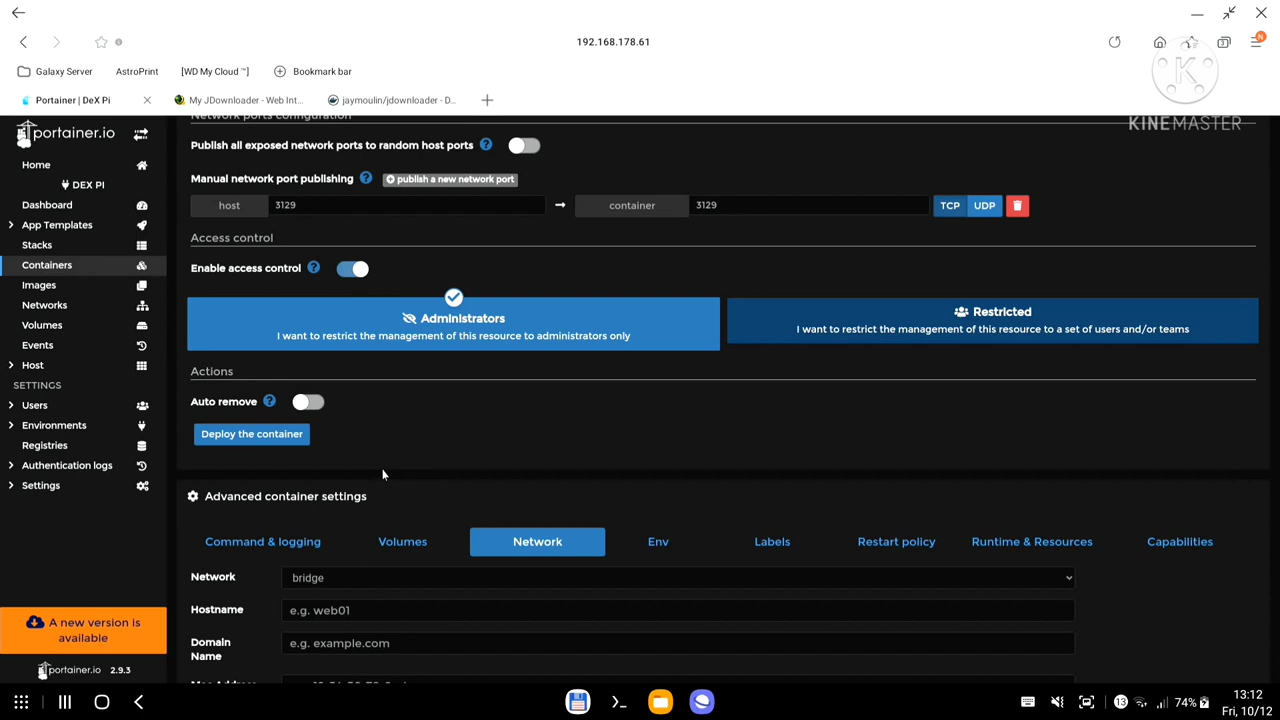 192.168.178.61
N
3
Galaxy Server
AstroPrint
[WD My Cloud ™]
Bookmark bar
Portainer | DeX Pi
My JDownloader - Web Int...
jaymoulin/jdownloader - D...
K
KINEMASTER
portainer.io
Home
DEX PI
Dashboard
App Templates
Stacks
Containers
Images
Networks
Volumes
Events
Host
SETTINGS
Users
Environments
Registries
Authentication logs
Settings
A new version is
available
portainer.io 2.9.3
Network ports configuration
Publish all exposed network ports to random host ports
Manual network port publishing
publish a new network port
host 3129 → container 3129 TCP UDP
Access control
Enable access control
Administrators
I want to restrict the management of this resource to administrators only
Restricted
I want to restrict the management of this resource to a set of users and/or teams
Actions
Auto remove
Deploy the container
Advanced container settings
Command & logging
Volumes
Network
Env
Labels
Restart policy
Runtime & Resources
Capabilities
Network bridge
Hostname e.g. web01
Domain
Name
e.g. example.com
13
74%
13:12
Fri, 10/12